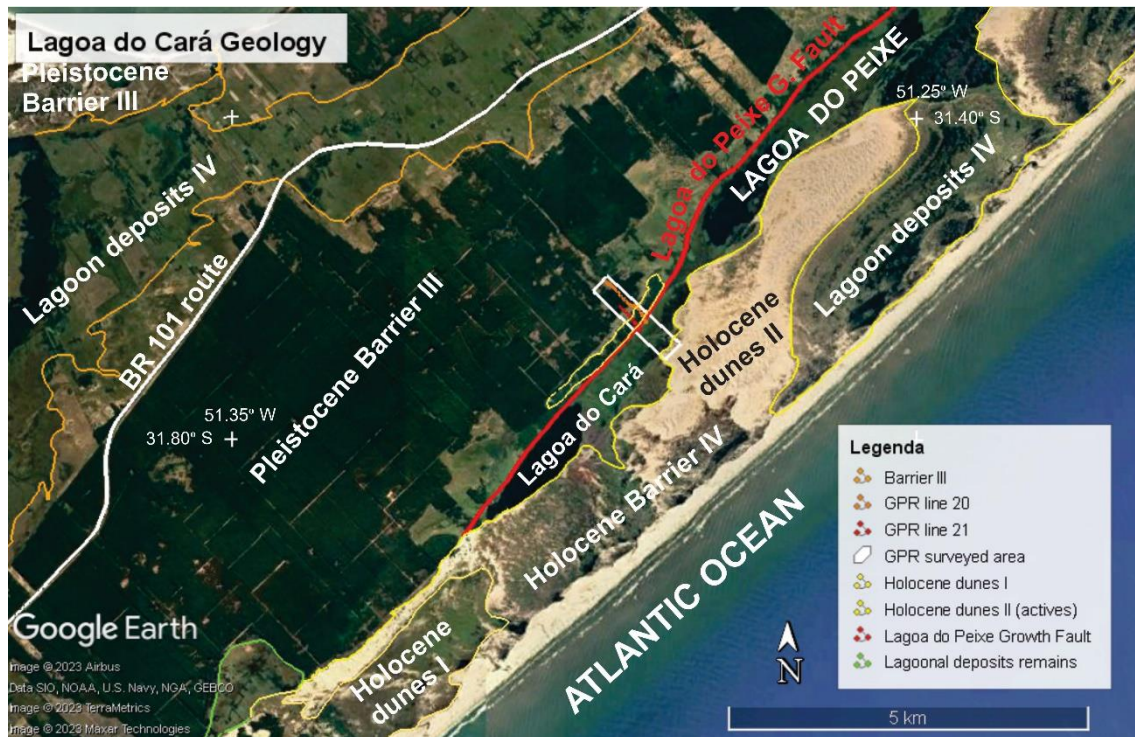 Lagoa do Cará Geology
Pleistocene
Barrier III
Lagoon deposits IV
BR 101 route
Lagoa do Peixe G. Fault
LAGOA DO PEIXE
51.25º W
31.40º S
Lagoon deposits IV
Holocene
dunes II
Pleistocene Barrier III
51.35º W
31.80º S
Lagoa do Cará
Holocene Barrier IV
Holocene
dunes I
ATLANTIC OCEAN
N
Legenda
Barrier III
GPR line 20
GPR line 21
GPR surveyed area
Holocene dunes I
Holocene dunes II (actives)
Lagoa do Peixe Growth Fault
Lagoonal deposits remains
5 km
Google Earth
Image © 2023 Airbus
Data SIO, NOAA, U.S. Navy, NGA, GEBCO
Image © 2023 TerraMetrics
Image © 2023 Maxar Technologies